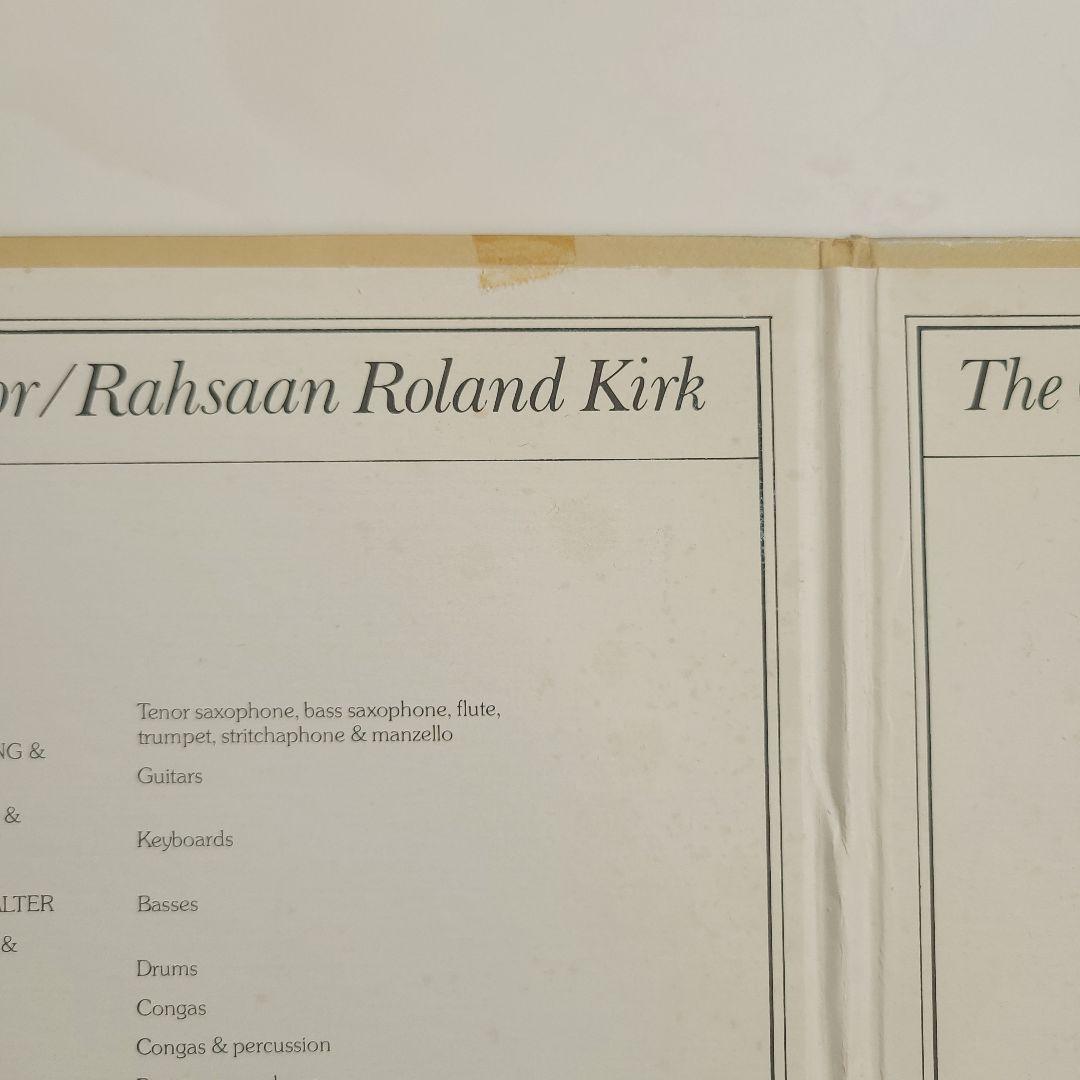 or/Rahsaan Roland Kirk
The
Tenor saxophone, bass saxophone, flute,
trumpet, stritchaphone & manzello
NG &
Guitars
&
Keyboards
ALTER
Basses
&
Drums
Congas
Congas & percussion